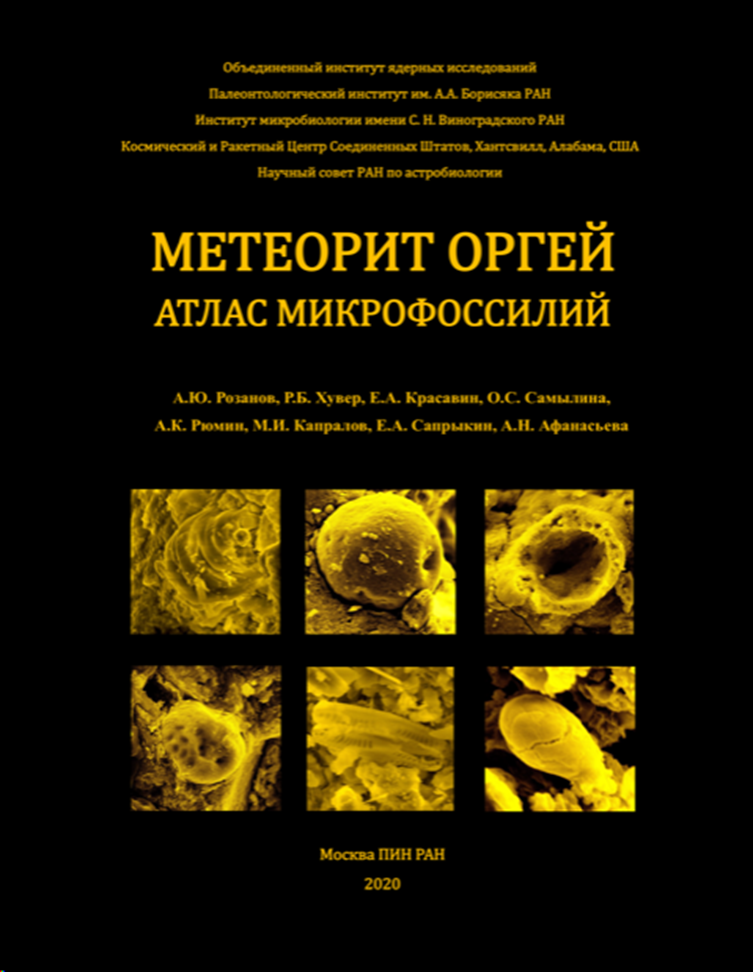 Объединенный институт ядерных исследований
Палеонтологический институт им. А.А. Борисяка РАН
Институт микробиологии имени С. Н. Виноградского РАН
Космический и Ракетный Центр Соединенных Штатов, Хантсвилл, Алабама, США
Научный совет РАН по астробиологии
МЕТЕОРИТ ОРГЕЙ
АТЛАС МИКРОФОССИЛИЙ
А.Ю. Розанов, Р.Б. Хувер, Е.А. Красавин, О.С. Самылина,
А.К. Рюмин, М.И. Капралов, Е.А. Сапрыкин, А.Н. Афанасьева
Москва ПИН РАН
2020